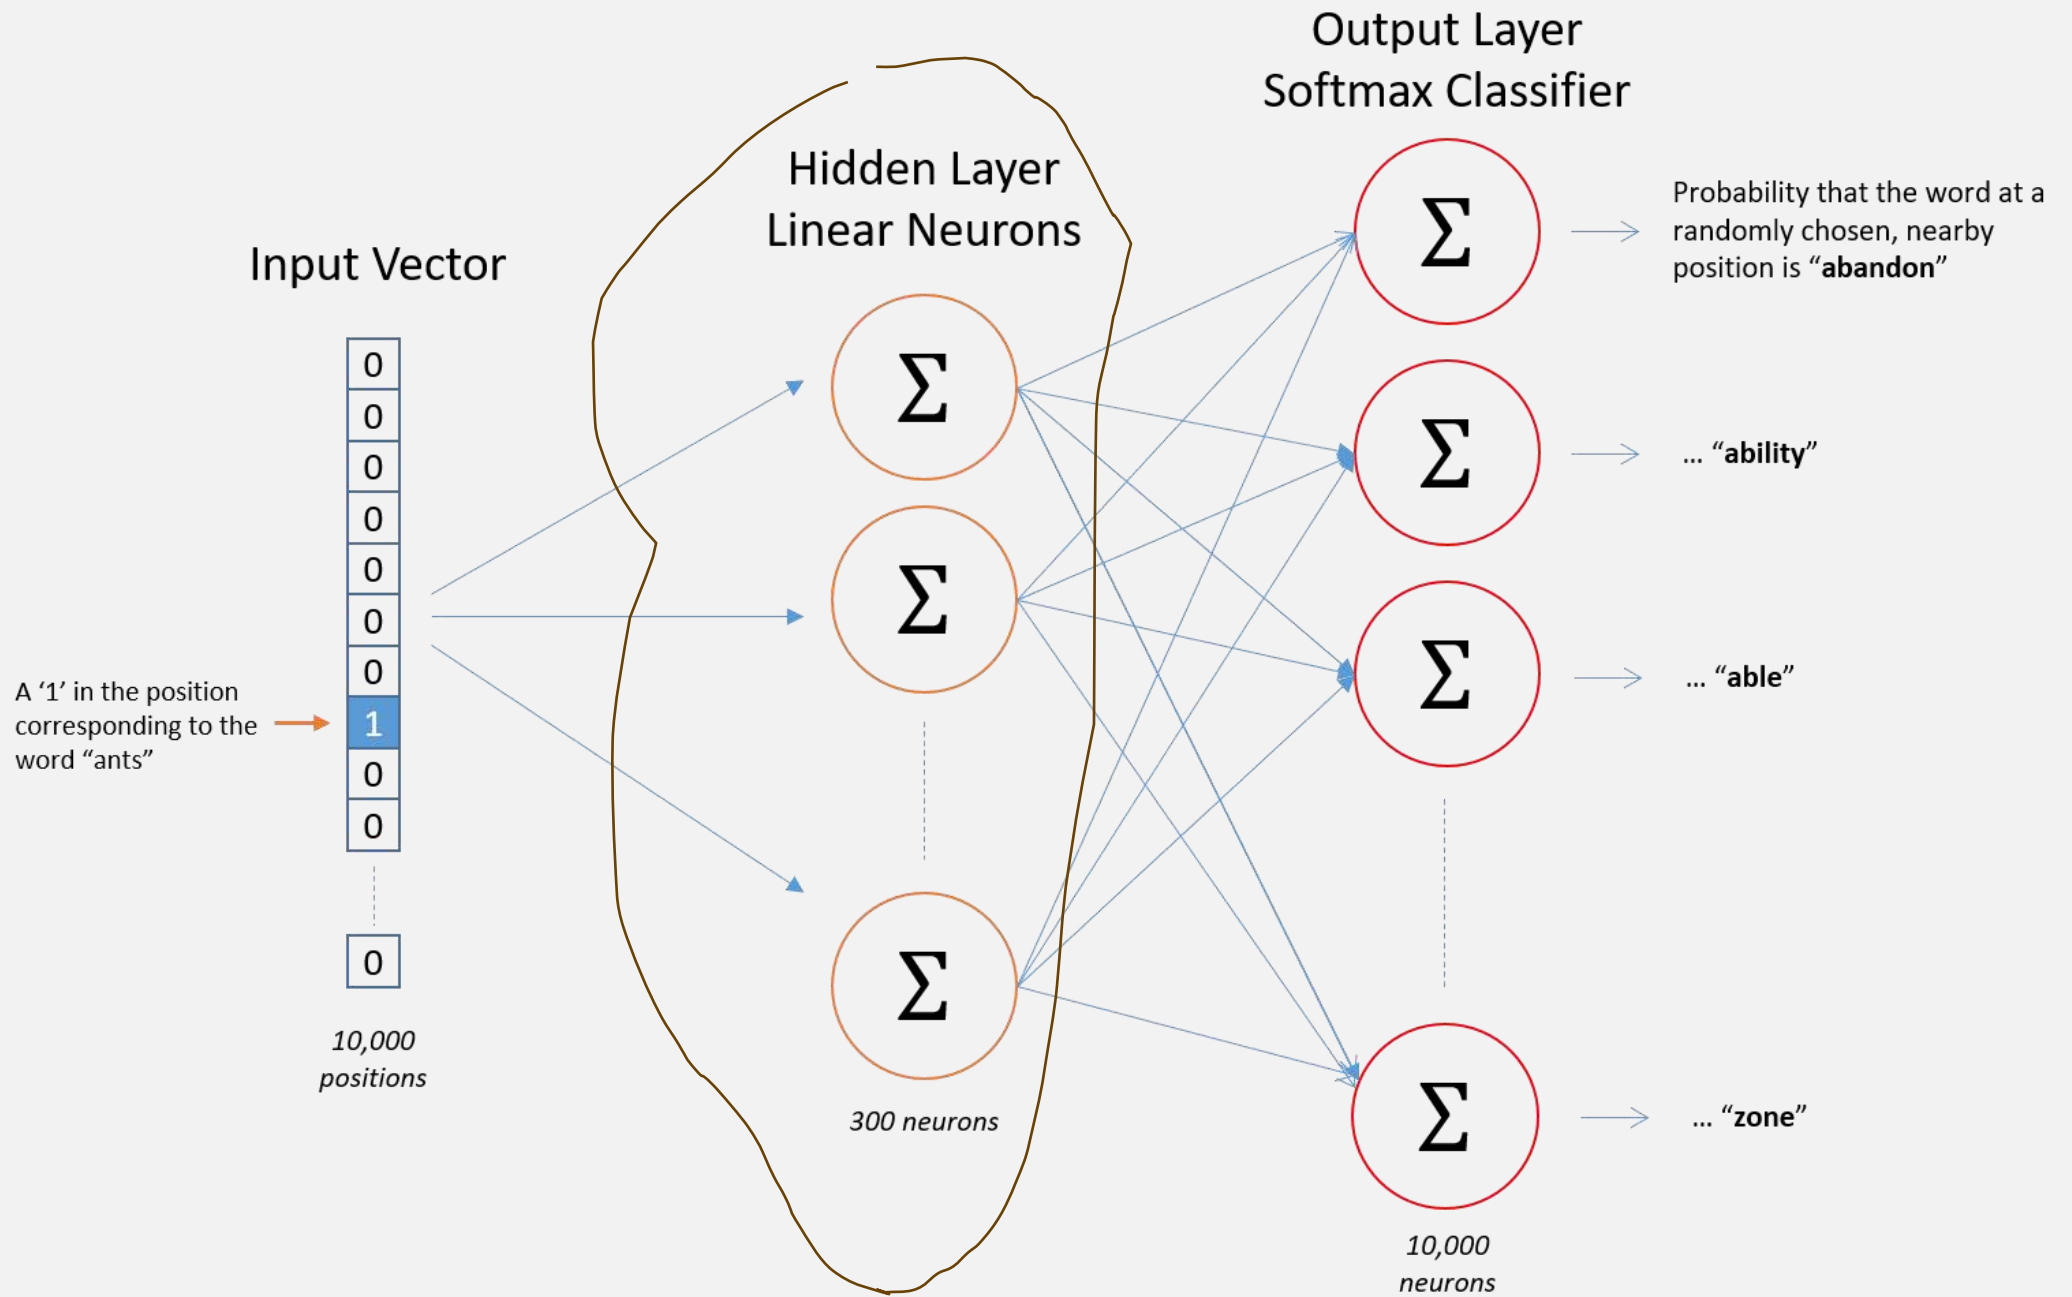 Output Layer
Softmax Classifier
Hidden Layer
Linear Neurons
Input Vector
0
0
0
0
0
0
0
1
0
0
0
A ‘1’ in the position
corresponding to the
word “ants”
10,000
positions
Σ
Σ
Σ
300 neurons
Σ
Σ
Σ
Σ
10,000
neurons
Probability that the word at a
randomly chosen, nearby
position is “abandon”
... “ability”
... “able”
... “zone”